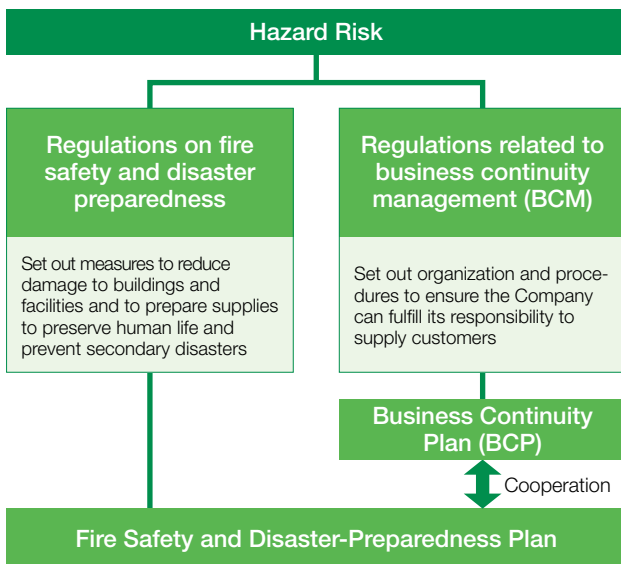 Hazard Risk
Regulations on fire
safety and disaster
preparedness
Set out measures to reduce
damage to buildings and
facilities and to prepare supplies
to preserve human life and
prevent secondary disasters
Regulations related to
business continuity
management (BCM)
Set out organization and proce-
dures to ensure the Company
can fulfill its responsibility to
supply customers
Business Continuity
Plan (BCP)
Cooperation
Fire Safety and Disaster-Preparedness Plan